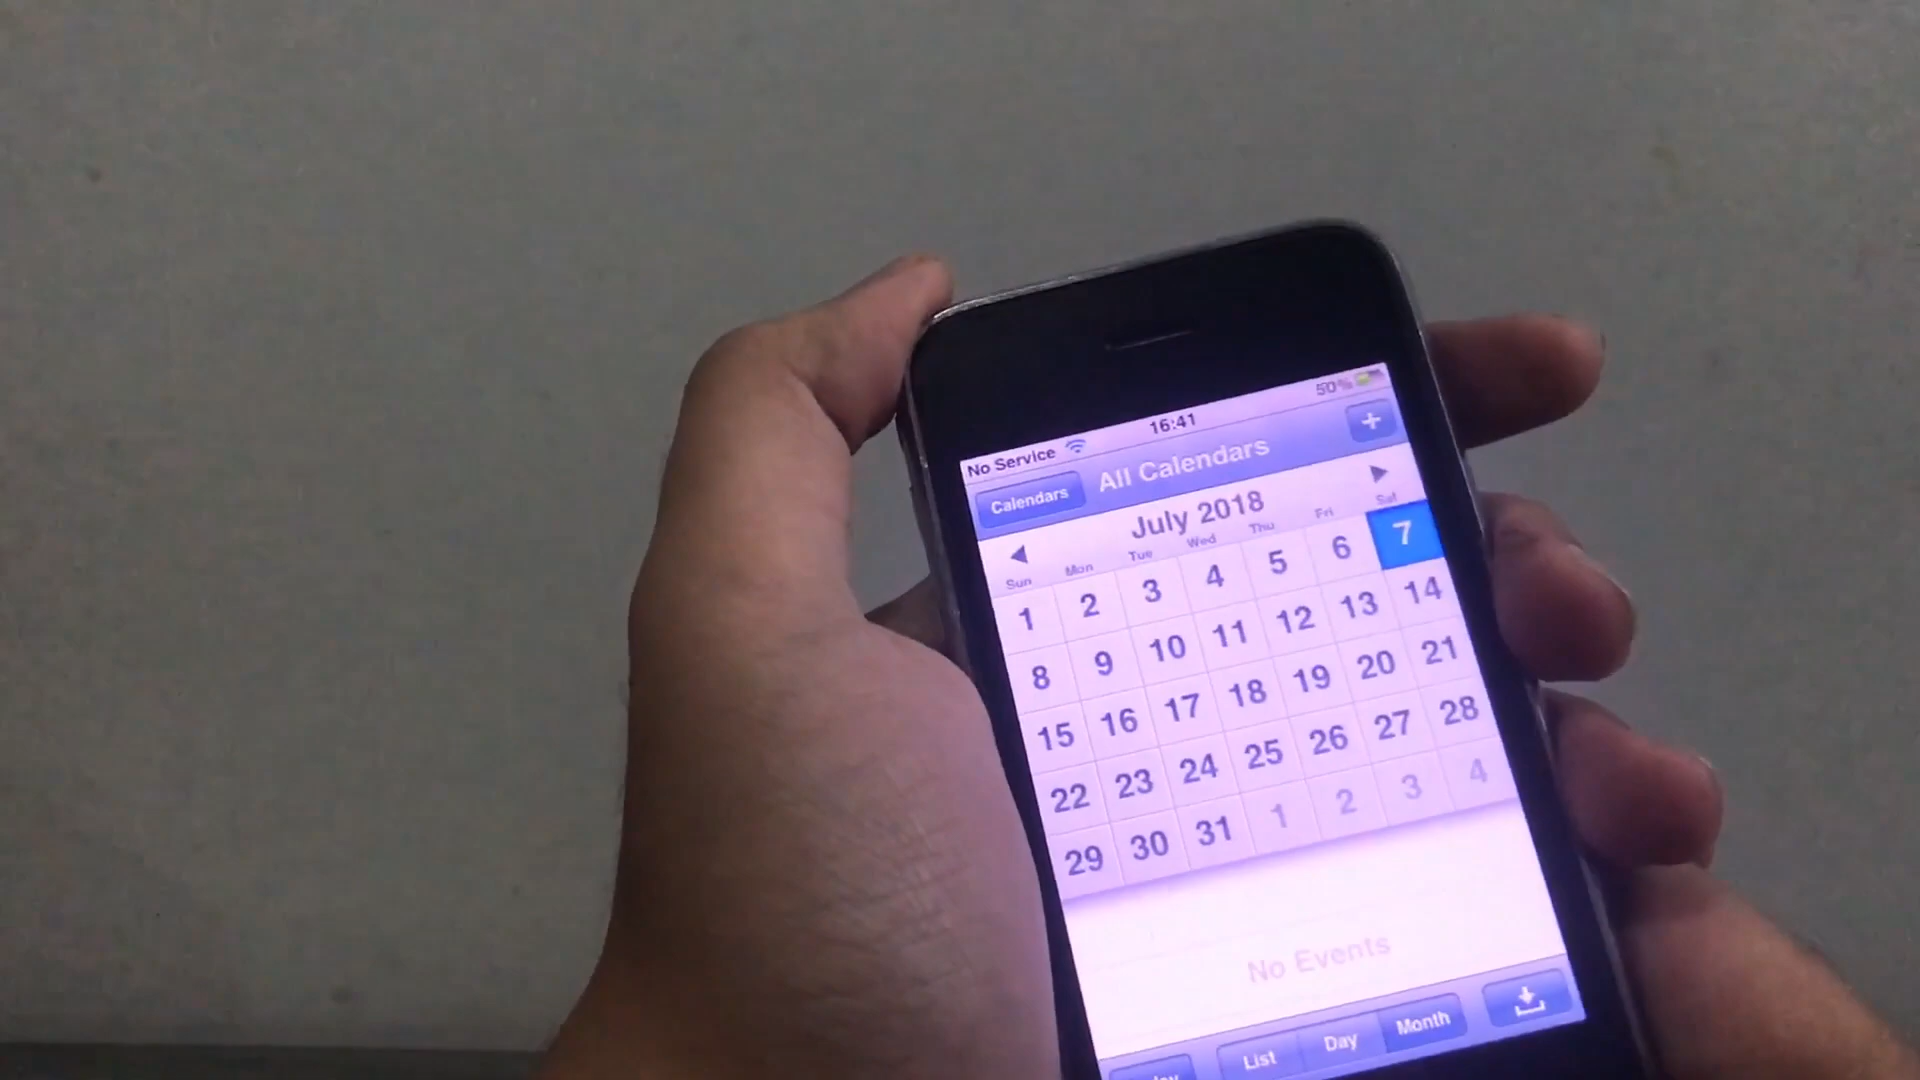 No Service 16:41 50%
Calendars All Calendars +
July 2018
Sun Mon Tue Wed Thu Fri Sat
1 2 3 4 5 6 7
8 9 10 11 12 13 14
15 16 17 18 19 20 21
22 23 24 25 26 27 28
29 30 31 1 2 3 4
No Events
List Day Month